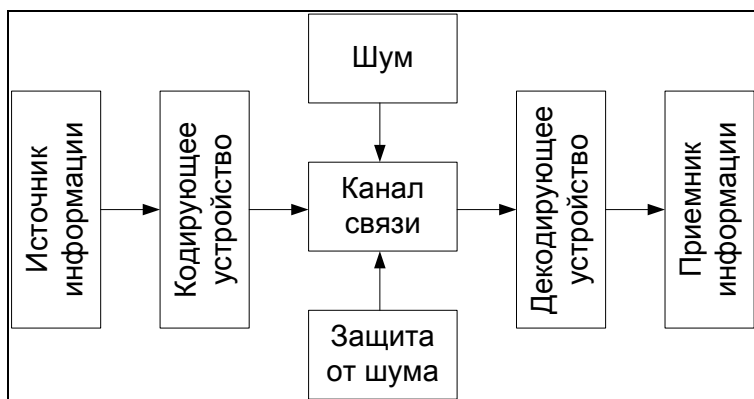 Шум
Источник
информации
Кодирующее
устройство
Канал
связи
Декодирующее
устройство
Приемник
информации
Защита
от шума